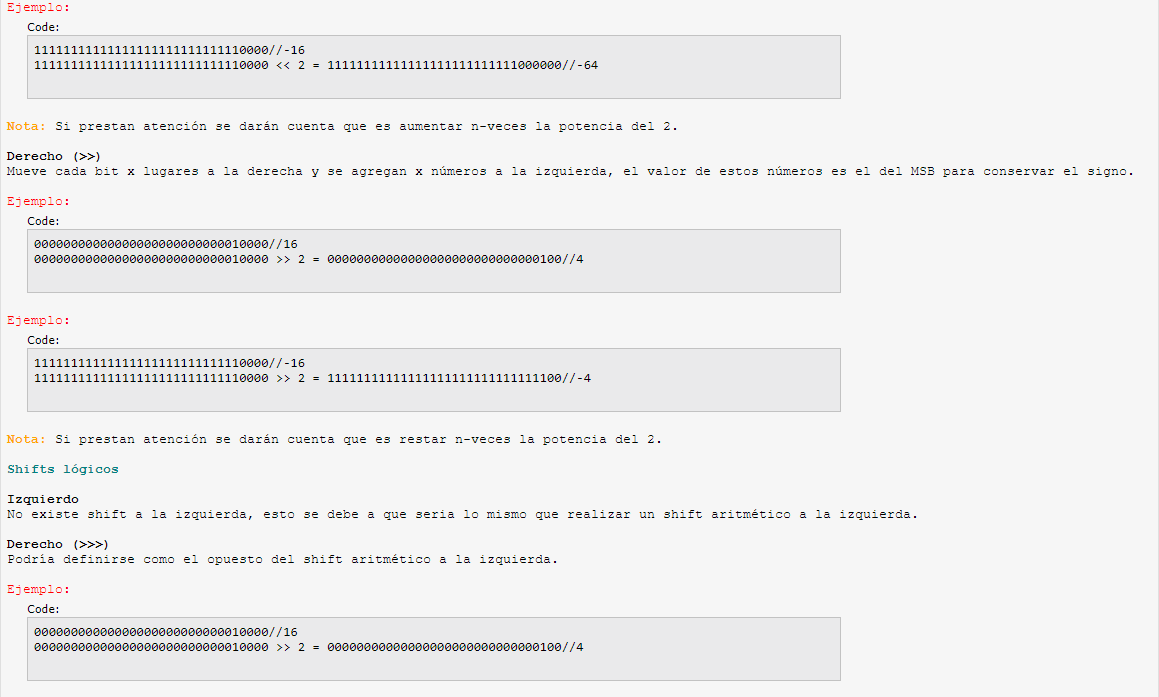 Ejemplo:
Code:
11111111111111111111111111110000//-16
11111111111111111111111111110000 << 2 = 11111111111111111111111111000000//-64
Nota: Si prestan atención se darán cuenta que es aumentar n-veces la potencia del 2.
Derecho (>>)
Mueve cada bit x lugares a la derecha y se agregan x números a la izquierda, el valor de estos números es el del MSB para conservar el signo.
Ejemplo:
Code:
00000000000000000000000000010000//16
00000000000000000000000000010000 >> 2 = 00000000000000000000000000000100//4
Ejemplo:
Code:
11111111111111111111111111110000//-16
11111111111111111111111111110000 >> 2 = 11111111111111111111111111111100//-4
Nota: Si prestan atención se darán cuenta que es restar n-veces la potencia del 2.
Shifts lógicos
Izquierdo
No existe shift a la izquierda, esto se debe a que seria lo mismo que realizar un shift aritmético a la izquierda.
Derecho (>>>)
Podría definirse como el opuesto del shift aritmético a la izquierda.
Ejemplo:
Code:
00000000000000000000000000010000//16
00000000000000000000000000010000 >> 2 = 00000000000000000000000000000100//4